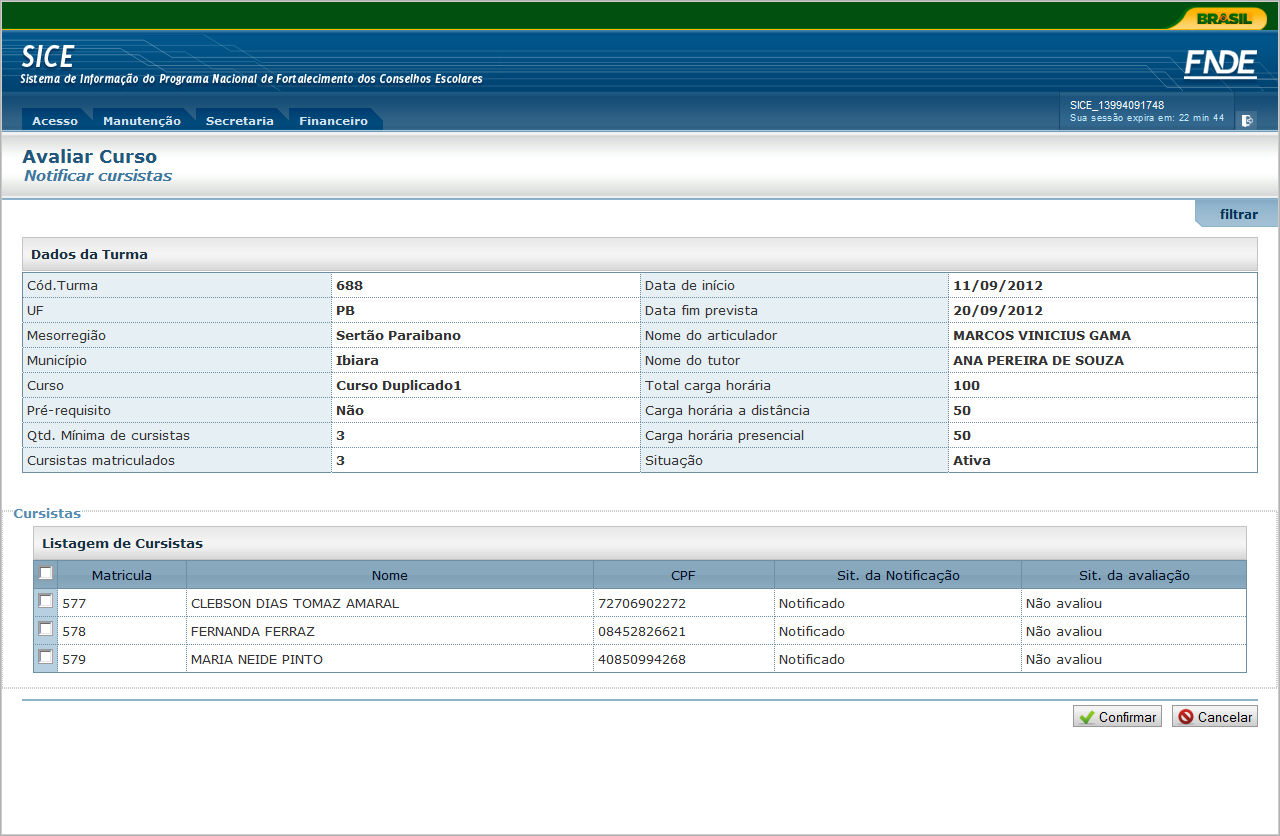 BRASIL
SICE
Sistema de Informação do Programa Nacional de Fortalecimento dos Conselhos Escolares
FNDE
Acesso Manutenção Secretaria Financeiro
SICE_13994091748
Sua sessão expira em: 22 min 44
Avaliar Curso
Notificar cursistas
filtrar
Dados da Turma
Cód.Turma 688 Data de início 11/09/2012
UF PB Data fim prevista 20/09/2012
Mesorregião Sertão Paraibano Nome do articulador MARCOS VINICIUS GAMA
Município Ibiara Nome do tutor ANA PEREIRA DE SOUZA
Curso Curso Duplicado1 Total carga horária 100
Pré-requisito Não Carga horária a distância 50
Qtd. Mínima de cursistas 3 Carga horária presencial 50
Cursistas matriculados 3 Situação Ativa
Cursistas
Listagem de Cursistas
Matricula Nome CPF Sit. da Notificação Sit. da avaliação
577 CLEBSON DIAS TOMAZ AMARAL 72706902272 Notificado Não avaliou
578 FERNANDA FERRAZ 08452826621 Notificado Não avaliou
579 MARIA NEIDE PINTO 40850994268 Notificado Não avaliou
Confirmar Cancelar